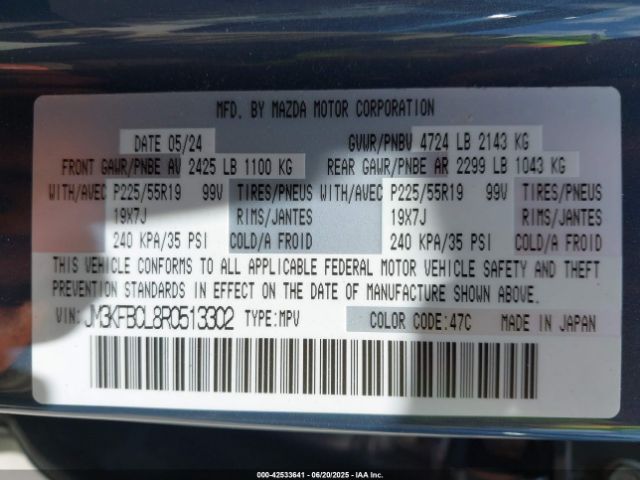 MFD. BY MAZDA MOTOR CORPORATION
DATE 05/24 GVWR/PNBV 4724 LB 2143 KG
FRONT GAWR/PNBE AV 2425 LB 1100 KG REAR GAWR/PNBE AR 2299 LB 1043 KG
WITH/AVEC P225/55R19 99V TIRES/PNEUS WITH/AVEC P225/55R19 99V TIRES/PNEUS
19X7J RIMS/JANTES 19X7J RIMS/JANTES
240 KPA/35 PSI COLD/A FROID 240 KPA/35 PSI COLD/A FROID
THIS VEHICLE CONFORMS TO ALL APPLICABLE FEDERAL MOTOR VEHICLE SAFETY AND THEFT
PREVENTION STANDARDS IN EFFECT ON THE DATE OF MANUFACTURE SHOWN ABOVE.
VIN: JM3KFBCL8R0513302 TYPE:MPV COLOR CODE:47C MADE IN JAPAN
000-42533641 - 06/20/2025 - IAA Inc.